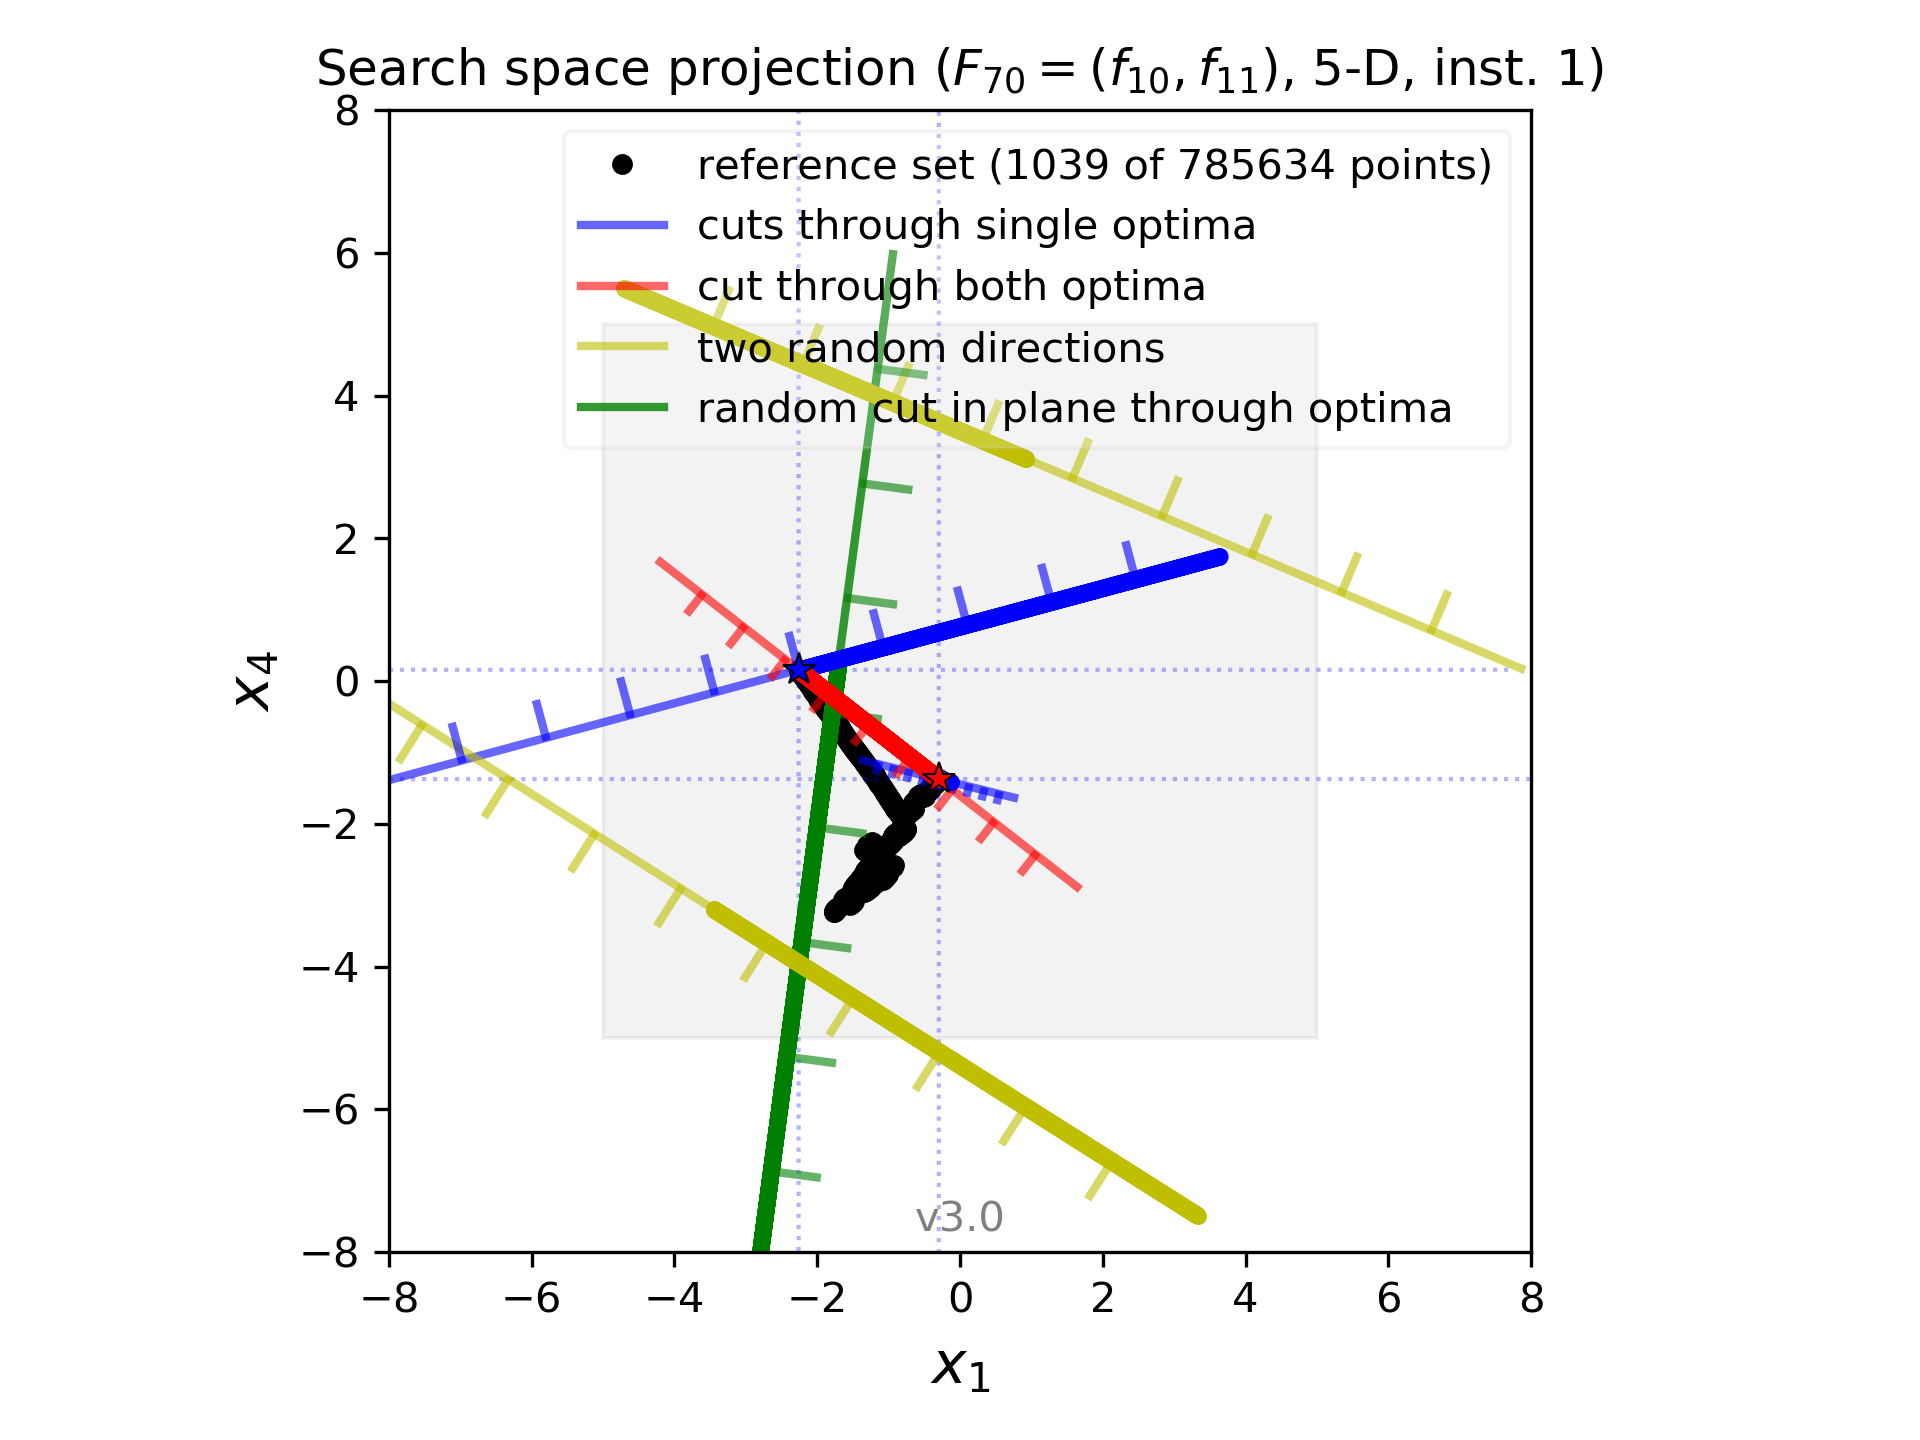 Search space projection (F₇₀ = (f₁₀, f₁₁), 5-D, inst. 1)
8
reference set (1039 of 785634 points)
cuts through single optima
6
cut through both optima
two random directions
4
random cut in plane through optima
2
x₄
0
−2
−4
−6
v3.0
−8
−8 −6 −4 −2 0 2 4 6 8
x₁